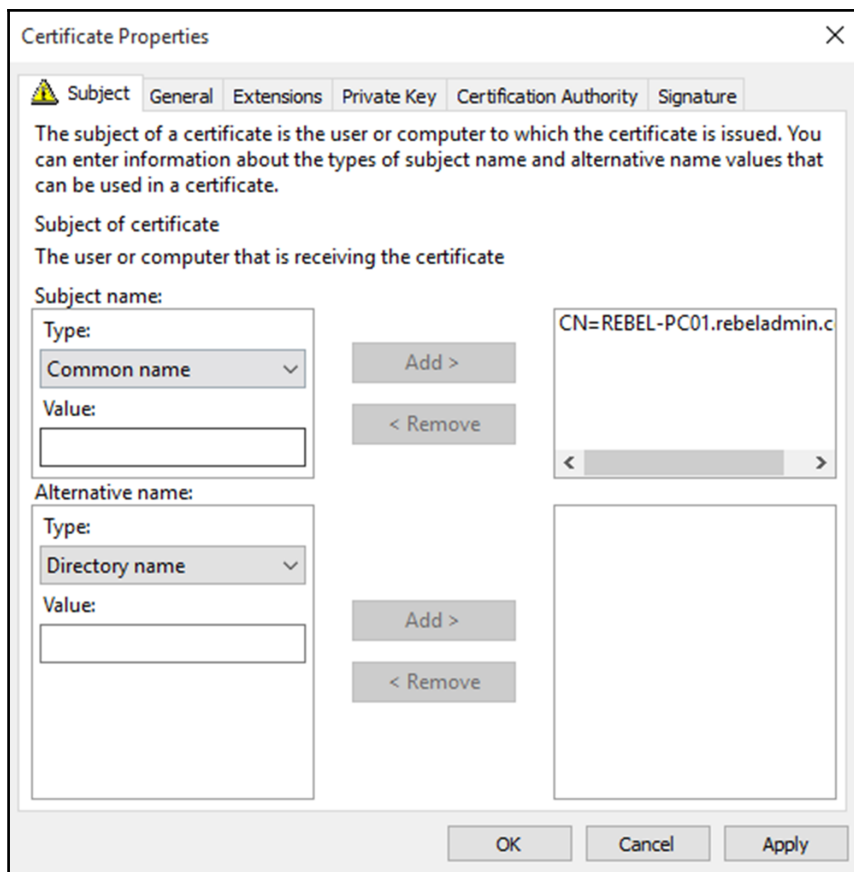 Certificate Properties
Subject General Extensions Private Key Certification Authority Signature
The subject of a certificate is the user or computer to which the certificate is issued. You
can enter information about the types of subject name and alternative name values that
can be used in a certificate.
Subject of certificate
The user or computer that is receiving the certificate
Subject name:
Type:
Common name
Value:
Add >
< Remove
CN=REBEL-PC01.rebeladmin.c
Alternative name:
Type:
Directory name
Value:
Add >
< Remove
OK Cancel Apply